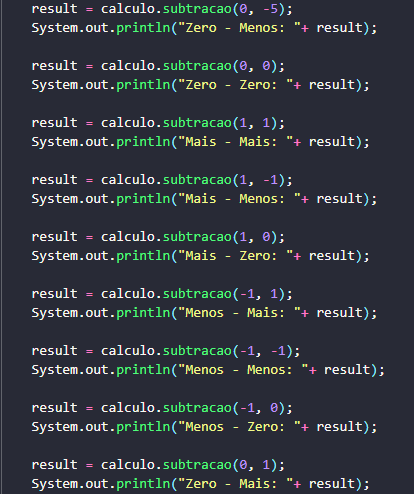 result = calculo.subtracao(0, -5);
System.out.println("Zero - Menos: "+ result);
result = calculo.subtracao(0, 0);
System.out.println("Zero - Zero: "+ result);
result = calculo.subtracao(1, 1);
System.out.println("Mais - Mais: "+ result);
result = calculo.subtracao(1, -1);
System.out.println("Mais - Menos: "+ result);
result = calculo.subtracao(1, 0);
System.out.println("Mais - Zero: "+ result);
result = calculo.subtracao(-1, 1);
System.out.println("Menos - Mais: "+ result);
result = calculo.subtracao(-1, -1);
System.out.println("Menos - Menos: "+ result);
result = calculo.subtracao(-1, 0);
System.out.println("Menos - Zero: "+ result);
result = calculo.subtracao(0, 1);
System.out.println("Zero - Mais: "+ result);